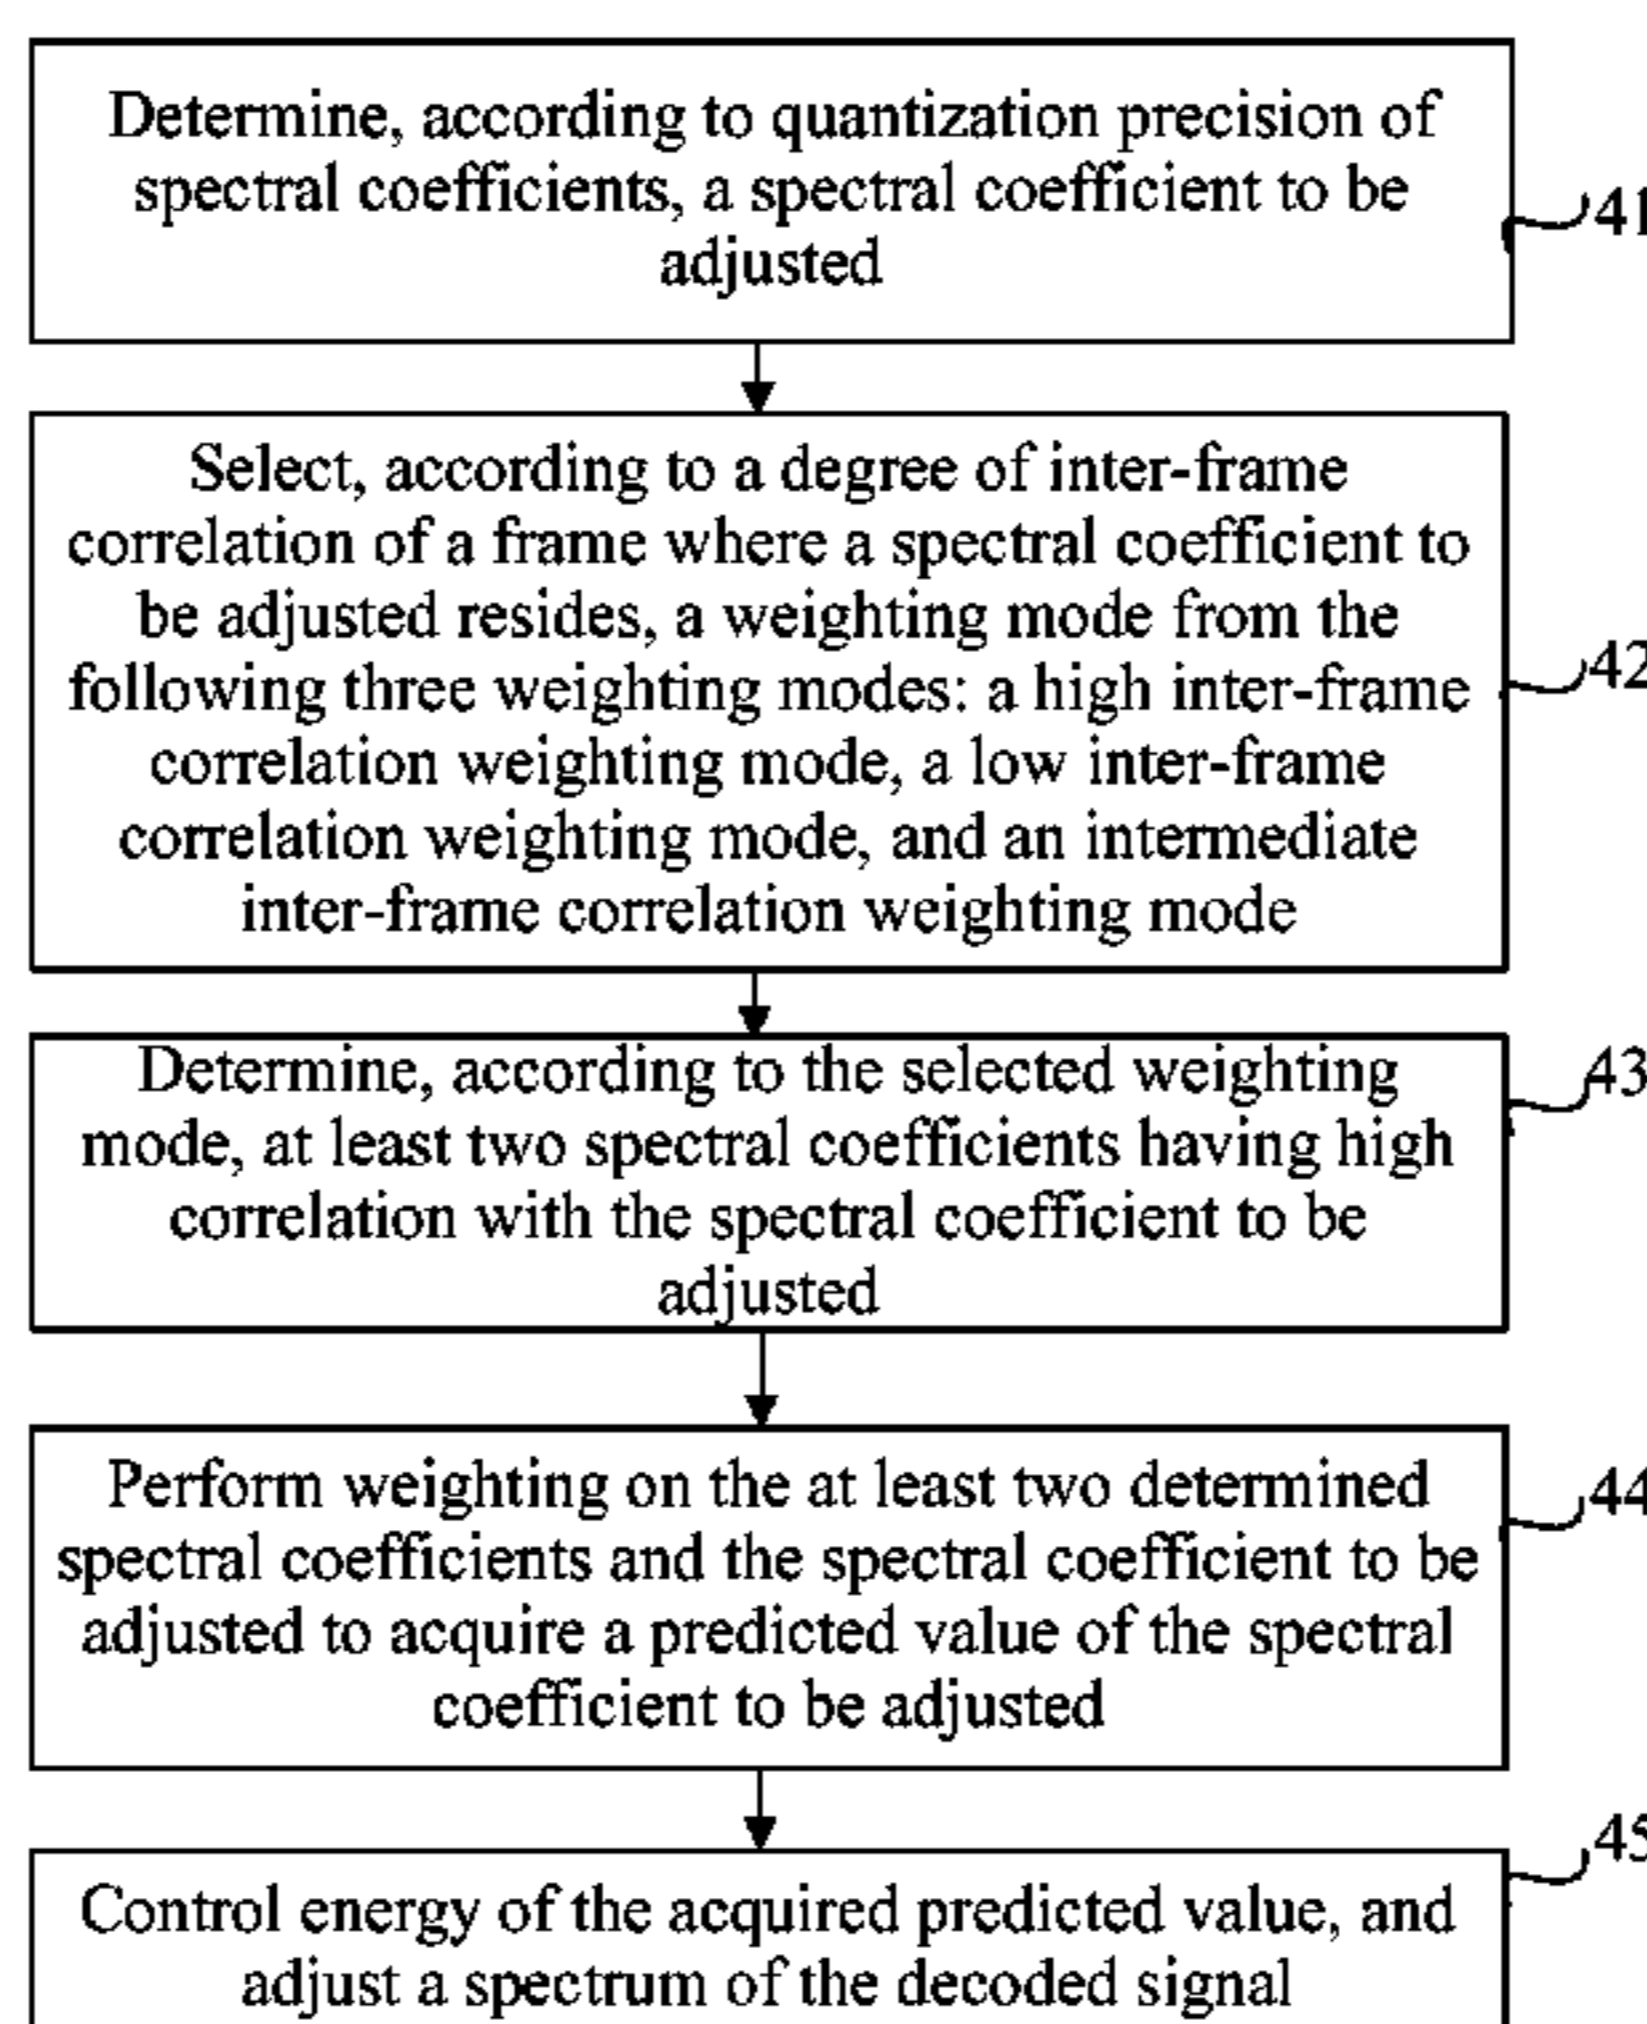 Determine, according to quantization precision of
spectral coefficients, a spectral coefficient to be
adjusted
41
Select, according to a degree of inter-frame
correlation of a frame where a spectral coefficient to
be adjusted resides, a weighting mode from the
following three weighting modes: a high inter-frame
correlation weighting mode, a low inter-frame
correlation weighting mode, and an intermediate
inter-frame correlation weighting mode
42
Determine, according to the selected weighting
mode, at least two spectral coefficients having high
correlation with the spectral coefficient to be
adjusted
43
Perform weighting on the at least two determined
spectral coefficients and the spectral coefficient to be
adjusted to acquire a predicted value of the spectral
coefficient to be adjusted
44
Control energy of the acquired predicted value, and
adjust a spectrum of the decoded signal
45